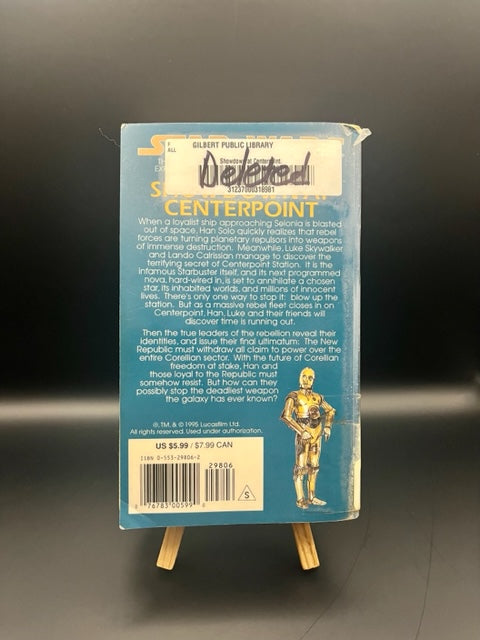 F
ALL
GILBERT PUBLIC LIBRARY
Showdown at Centerpoint.
Deleted
31237000318981
CENTERPOINT
When a loyalist ship approaching Selonia is blasted
out of space, Han Solo quickly realizes that rebel
forces are turning planetary repulsors into weapons
of immense destruction. Meanwhile, Luke Skywalker
and Lando Calrissian manage to discover the
terrifying secret of Centerpoint Station. It is the
infamous Starbuster itself, and its next programmed
nova, hard-wired in, is set to annihilate a chosen
star, its inhabited worlds, and millions of innocent
lives. There's only one way to stop it: blow up the
station. But as a massive rebel fleet closes in on
Centerpoint, Han, Luke and their friends will
discover time is running out.
Then the true leaders of the rebellion reveal their
identities, and issue their final ultimatum: The New
Republic must withdraw all claim to power over the
entire Corellian sector. With the future of Corellian
freedom at stake, Han and
those loyal to the Republic must
somehow resist. But how can they
possibly stop the deadliest weapon
the galaxy has ever known?
®, TM, & © 1995 Lucasfilm Ltd.
All rights reserved. Used under authorization.
US $5.99 / $7.99 CAN
ISBN 0-553-29806-2
29806
S
0 76783 00599 8